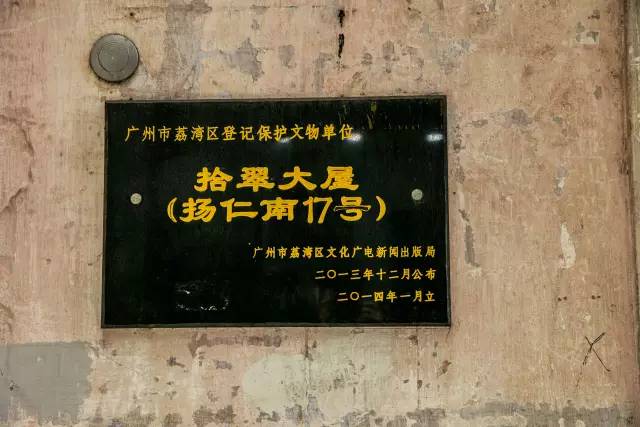 广州市荔湾区登记保护文物单位
拾翠大屋
(扬仁南17号)
广州市荔湾区文化广电新闻出版局
二〇一三年十二月公布
二〇一四年一月立